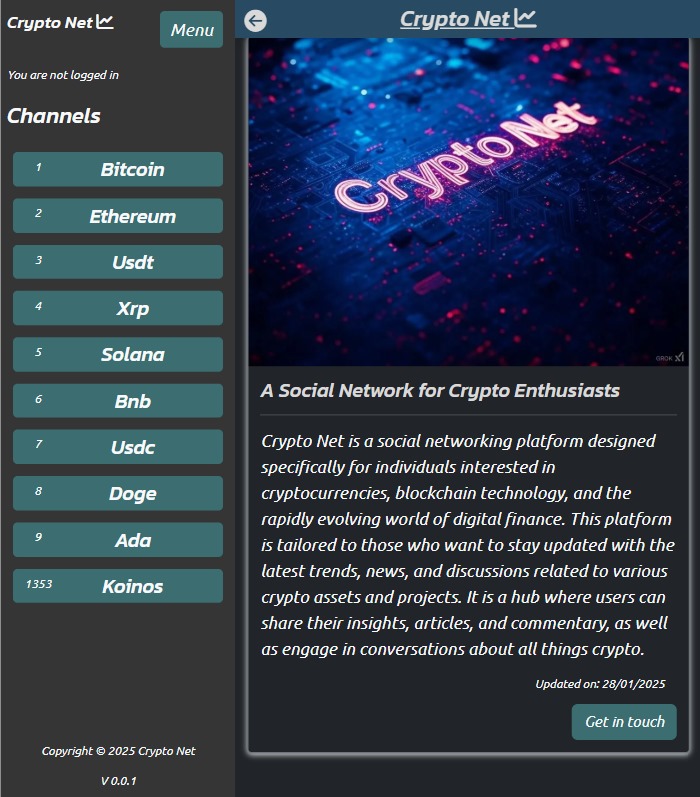 Crypto Net
Menu
You are not logged in
Channels
1 Bitcoin
2 Ethereum
3 Usdt
4 Xrp
5 Solana
6 Bnb
7 Usdc
8 Doge
9 Ada
1353 Koinos
Copyright © 2025 Crypto Net
V 0.0.1
Crypto Net
Crypto Net
GROK
A Social Network for Crypto Enthusiasts
Crypto Net is a social networking platform designed
specifically for individuals interested in
cryptocurrencies, blockchain technology, and the
rapidly evolving world of digital finance. This platform
is tailored to those who want to stay updated with the
latest trends, news, and discussions related to various
crypto assets and projects. It is a hub where users can
share their insights, articles, and commentary, as well
as engage in conversations about all things crypto.
Updated on: 28/01/2025
Get in touch